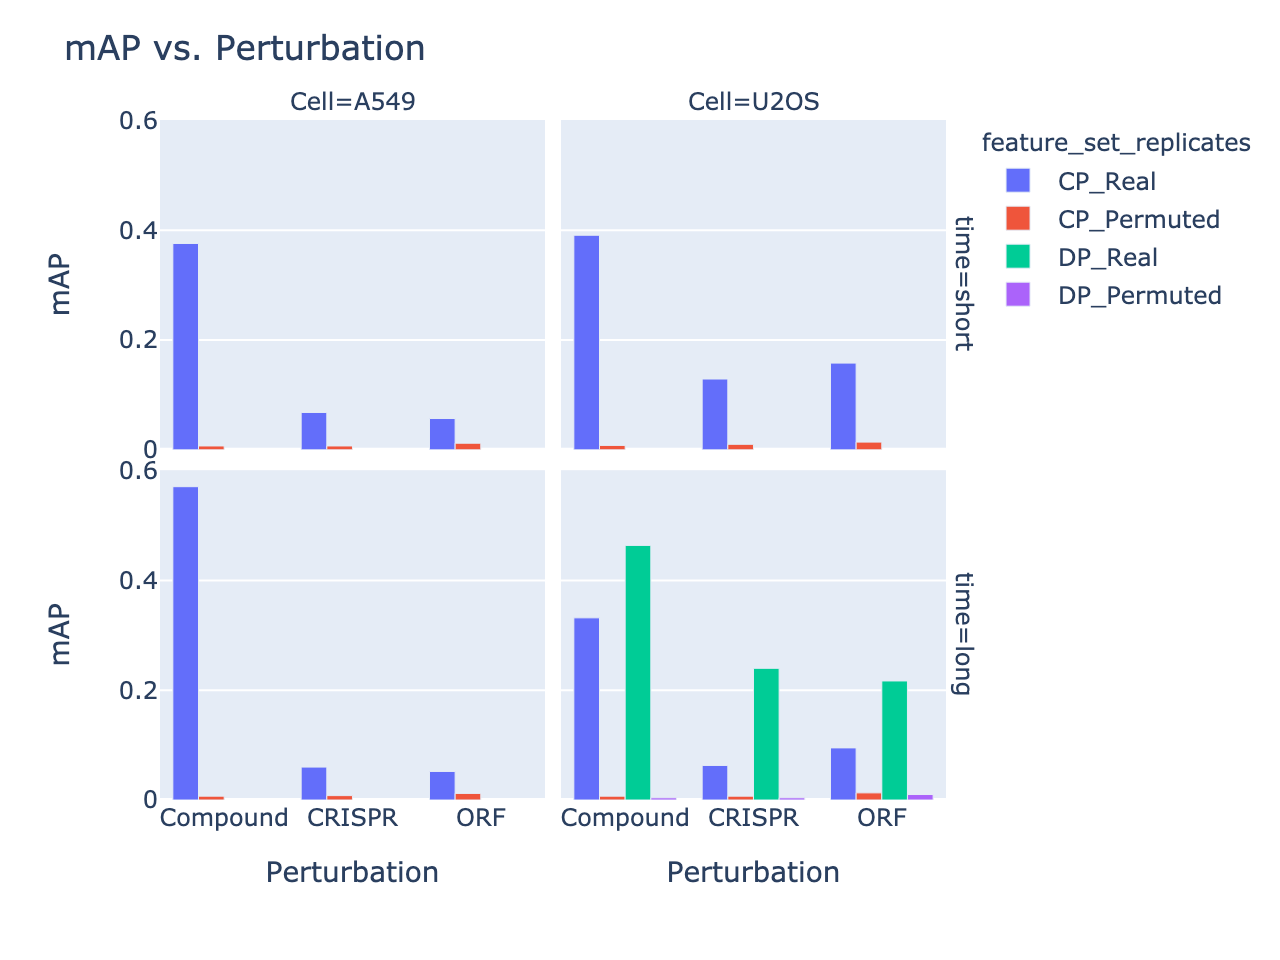 mAP vs. Perturbation
Cell=A549
Cell=U2OS
feature_set_replicates
CP_Real
CP_Permuted
DP_Real
DP_Permuted
mAP
0.6
0.4
0.2
0
time=short
mAP
0.6
0.4
0.2
0
time=long
Compound CRISPR ORF
Compound CRISPR ORF
Perturbation
Perturbation